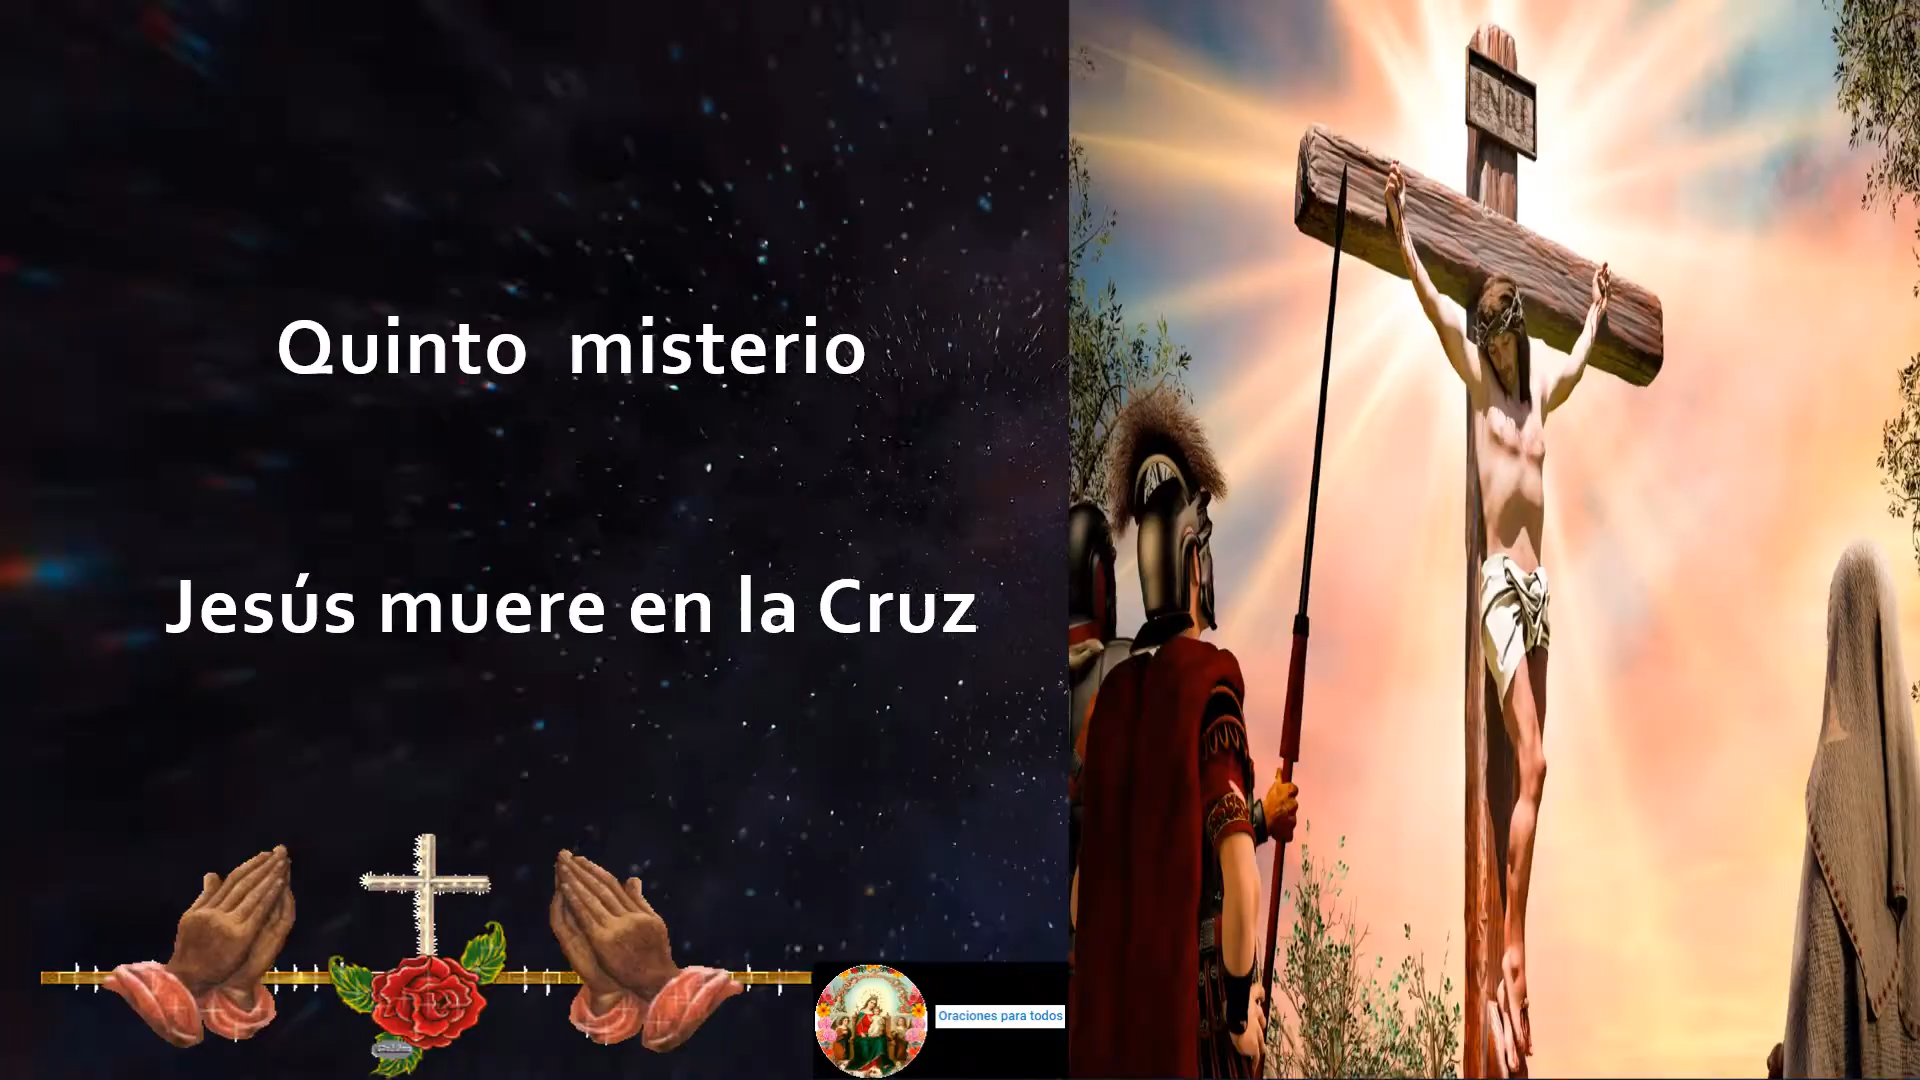 Quinto misterio
Jesús muere en la Cruz
INRI
Oraciones para todos